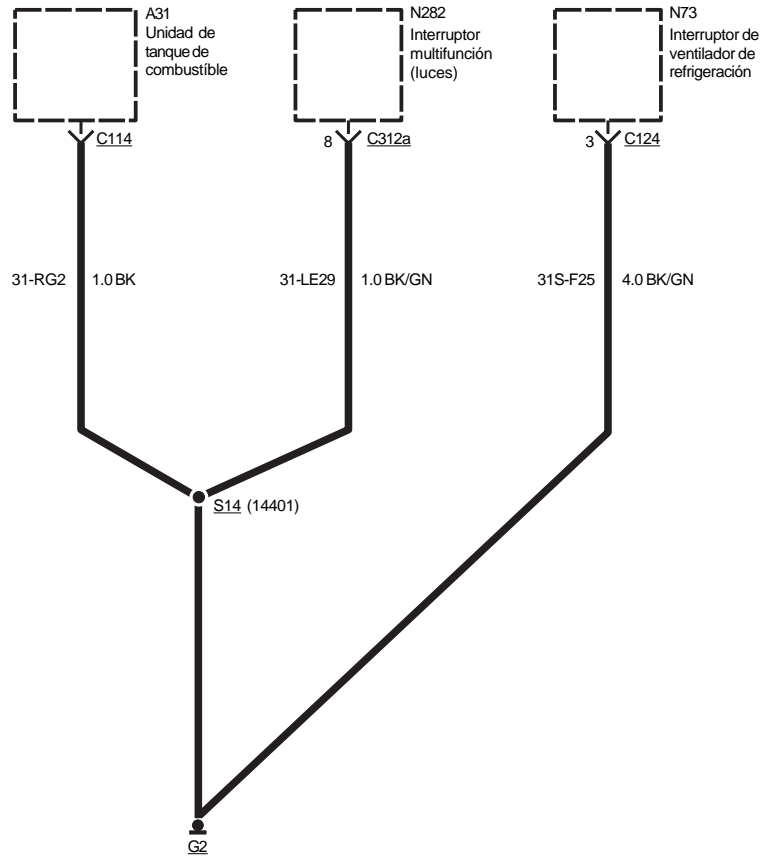 A31
Unidad de
tanque de
combustíble
C114
N282
Interruptor
multifunción
(luces)
8 C312a
N73
Interruptor de
ventilador de
refrigeración
3 C124
31-RG2 1.0 BK
31-LE29 1.0 BK/GN
31S-F25 4.0 BK/GN
S14 (14401)
G2